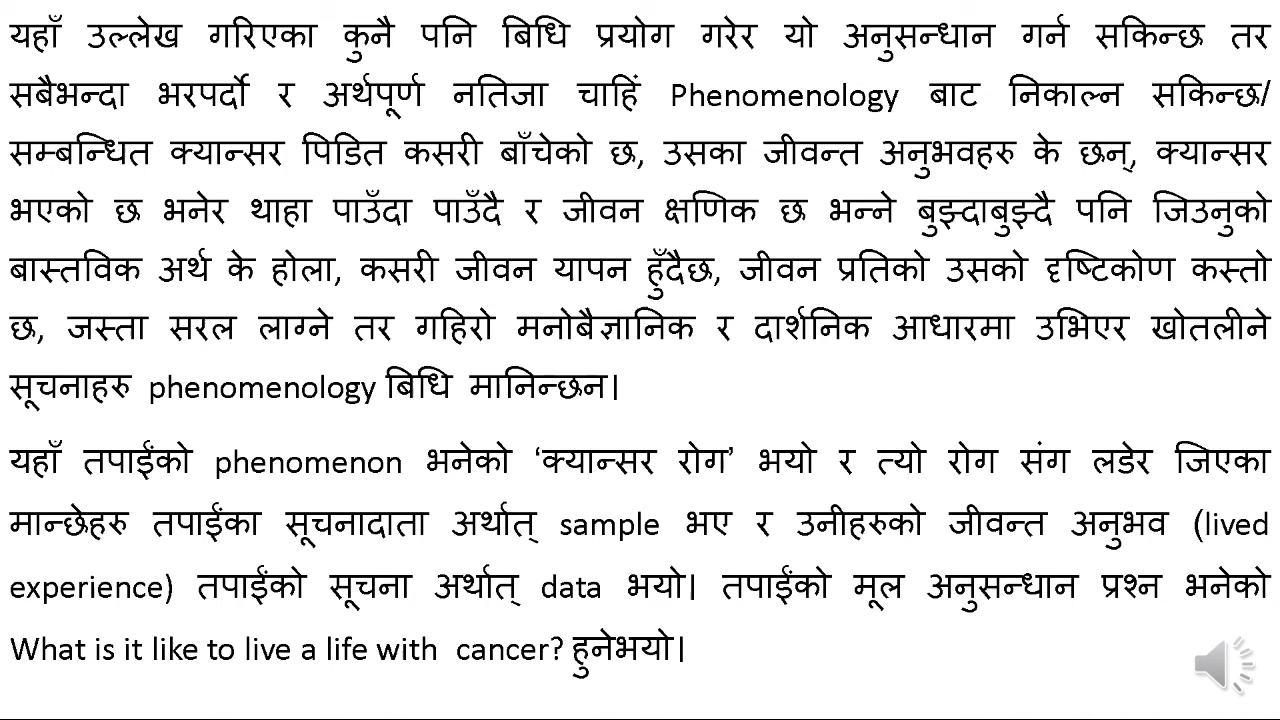 यहाँ उल्लेख गरिएका कुनै पनि बिधि प्रयोग गरेर यो अनुसन्धान गर्न सकिन्छ तर
सबैभन्दा भरपर्दो र अर्थपूर्ण नतिजा चाहिं Phenomenology बाट निकाल्न सकिन्छ/
सम्बन्धित क्यान्सर पिडित कसरी बाँचेको छ, उसका जीवन्त अनुभवहरु के छन्, क्यान्सर
भएको छ भनेर थाहा पाउँदा पाउँदै र जीवन क्षणिक छ भन्ने बुझ्दाबुझ्दै पनि जिउनुको
बास्तविक अर्थ के होला, कसरी जीवन यापन हुँदैछ, जीवन प्रतिको उसको दृष्टिकोण कस्तो
छ, जस्ता सरल लाग्ने तर गहिरो मनोबैज्ञानिक र दार्शनिक आधारमा उभिएर खोतलीने
सूचनाहरु phenomenology बिधि मानिन्छन।
यहाँ तपाईंको phenomenon भनेको ‘क्यान्सर रोग’ भयो र त्यो रोग संग लडेर जिएका
मान्छेहरु तपाईंका सूचनादाता अर्थात् sample भए र उनीहरुको जीवन्त अनुभव (lived
experience) तपाईंको सूचना अर्थात् data भयो। तपाईंको मूल अनुसन्धान प्रश्न भनेको
What is it like to live a life with cancer? हुनेभयो।